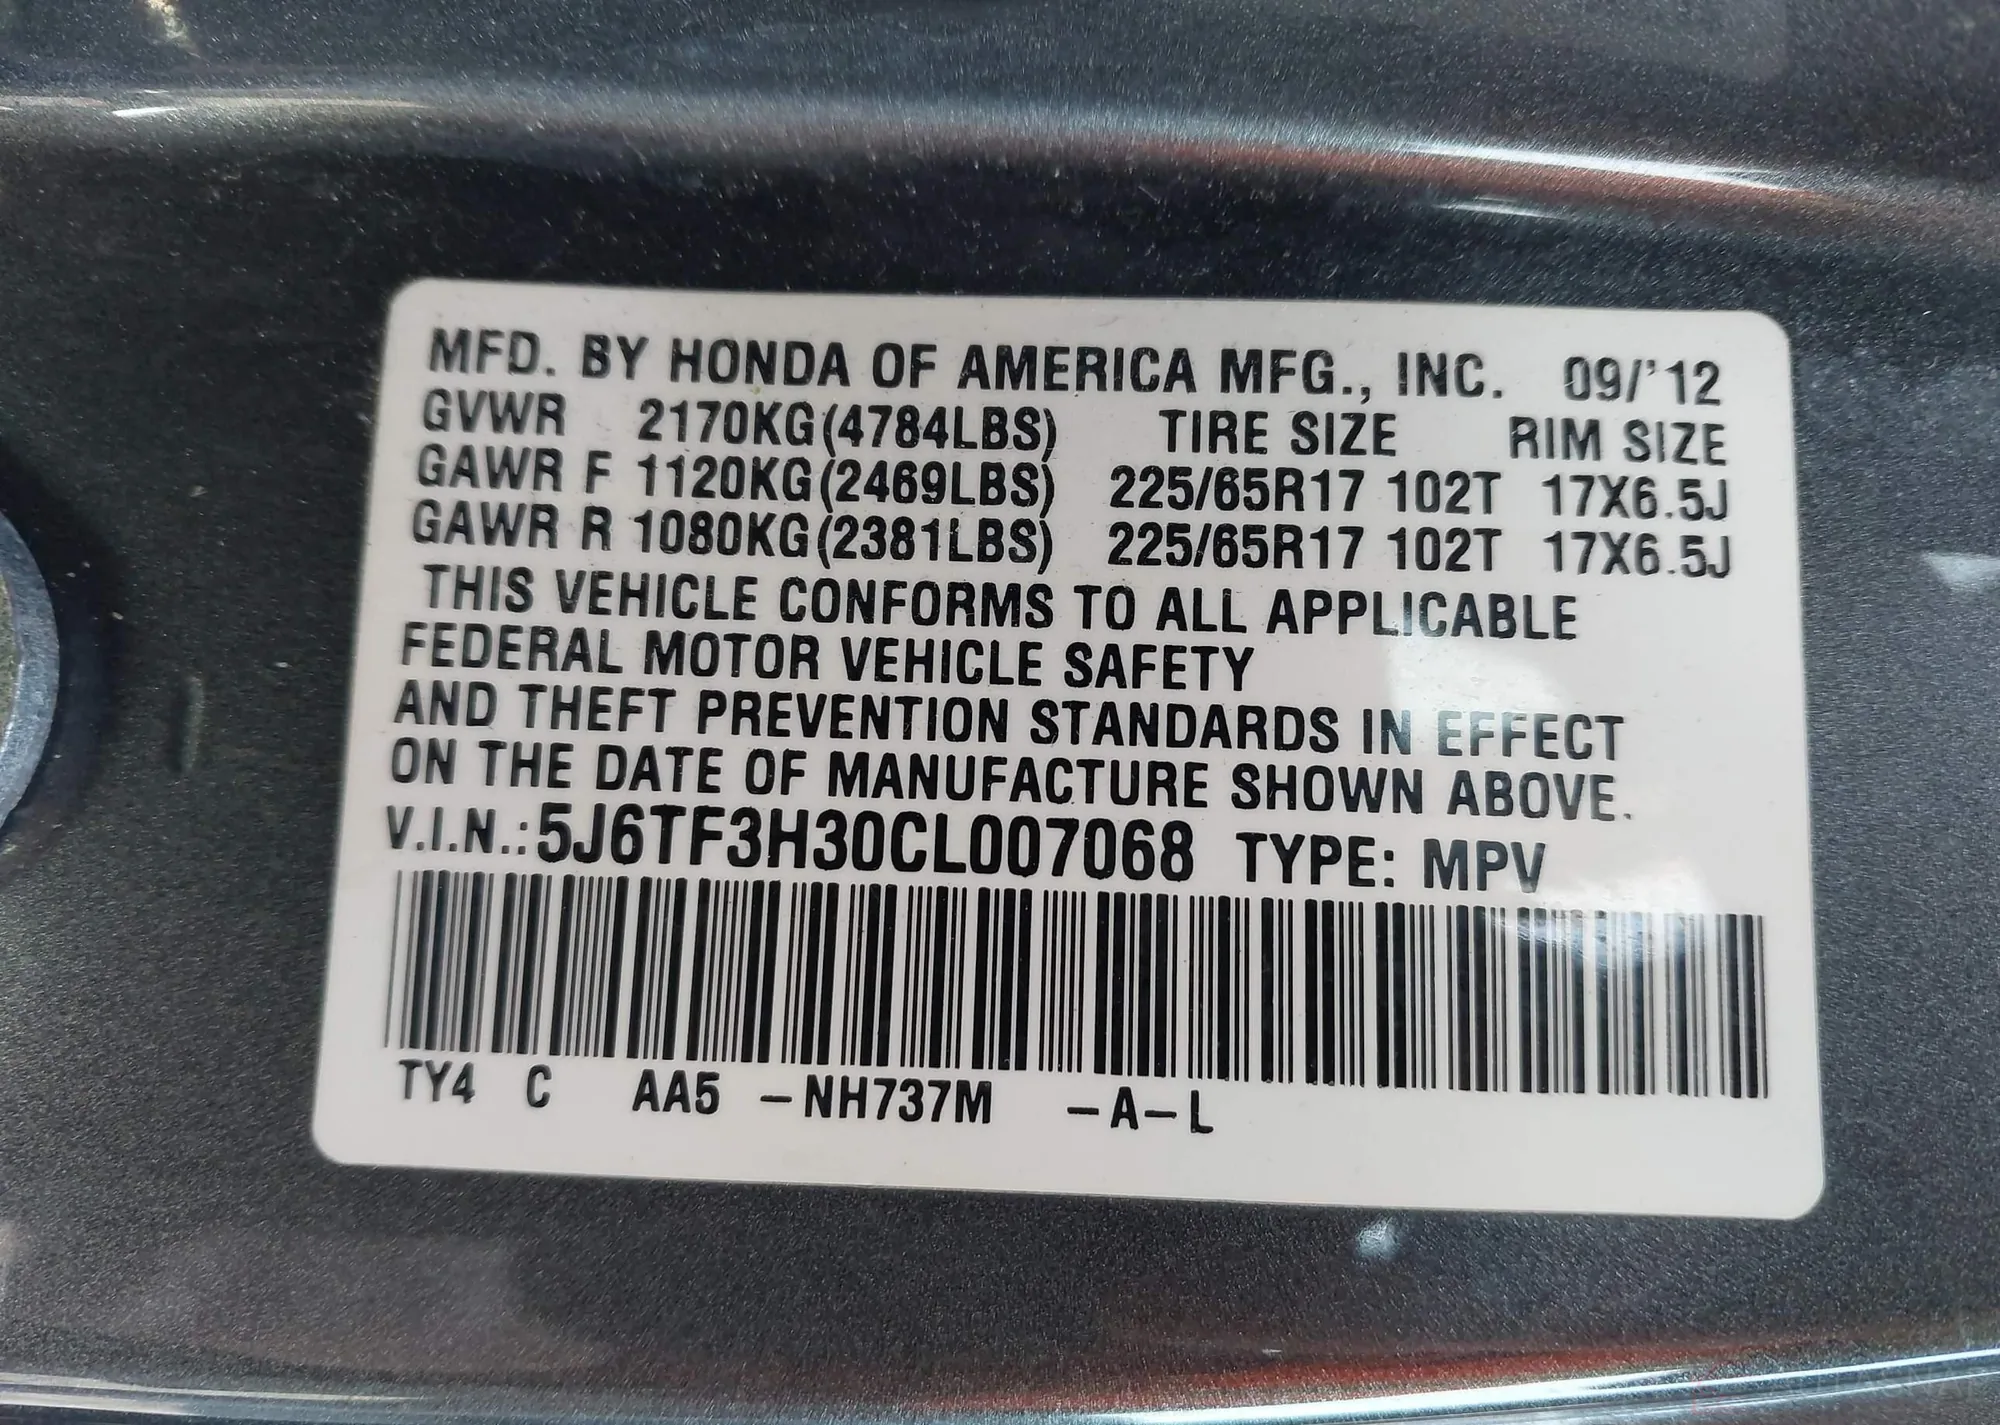 MFD. BY HONDA OF AMERICA MFG., INC. 09/'12
GVWR 2170KG(4784LBS) TIRE SIZE RIM SIZE
GAWR F 1120KG(2469LBS) 225/65R17 102T 17X6.5J
GAWR R 1080KG(2381LBS) 225/65R17 102T 17X6.5J
THIS VEHICLE CONFORMS TO ALL APPLICABLE
FEDERAL MOTOR VEHICLE SAFETY
AND THEFT PREVENTION STANDARDS IN EFFECT
ON THE DATE OF MANUFACTURE SHOWN ABOVE.
V.I.N.:5J6TF3H30CL007068 TYPE: MPV
TY4 C AA5 –NH737M –A–L